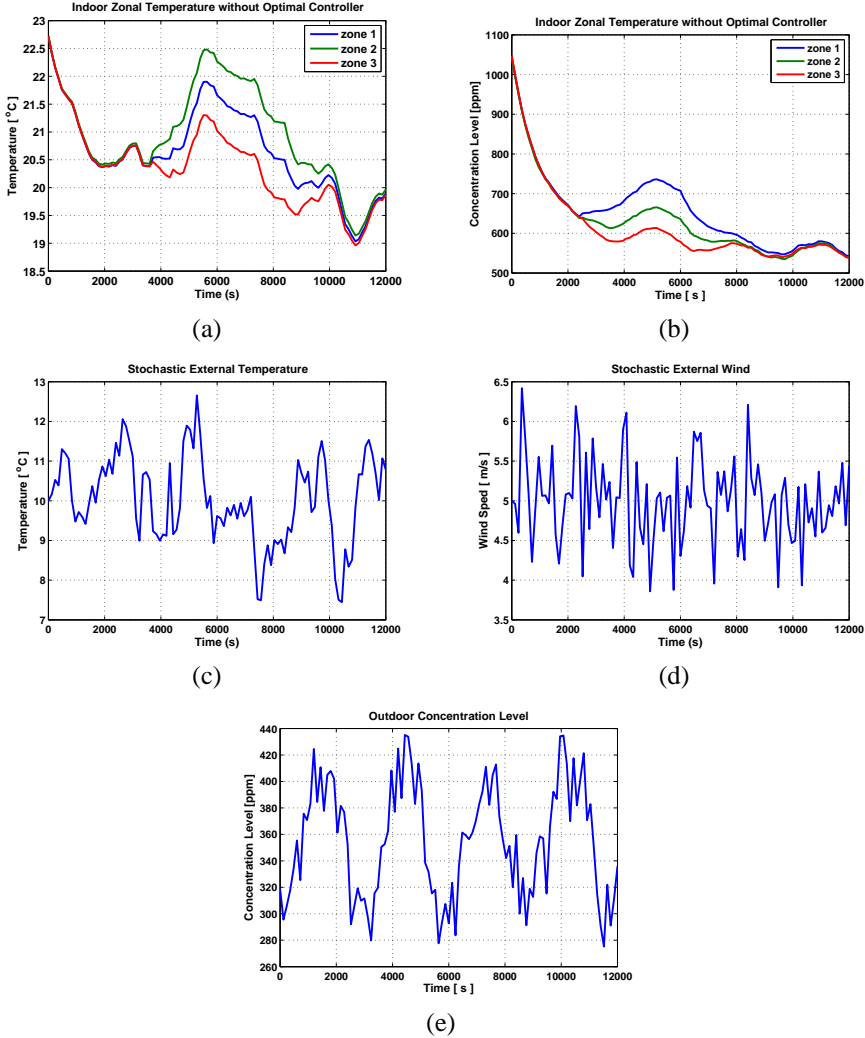 Indoor Zonal Temperature without Optimal Controller
23
22.5
22
21.5
21
20.5
20
19.5
19
18.5
Temperature [ °C]
0 2000 4000 6000 8000 10000 12000
Time (s)
zone 1
zone 2
zone 3
(a)
Indoor Zonal Temperature without Optimal Controller
1100
1000
900
800
700
600
500
Concentration Level [ppm]
0 2000 4000 6000 8000 10000 12000
Time [ s ]
zone 1
zone 2
zone 3
(b)
Stochastic External Temperature
13
12
11
10
9
8
7
Temperature [ °C]
0 2000 4000 6000 8000 10000 12000
Time (s)
(c)
Stochastic External Wind
6.5
6
5.5
5
4.5
4
3.5
Wind Sped [ m/s]
0 2000 4000 6000 8000 10000 12000
Time (s)
(d)
Outdoor Concentration Level
440
420
400
380
360
340
320
300
280
260
Concentration Level [ppm]
0 2000 4000 6000 8000 10000 12000
Time [ s ]
(e)